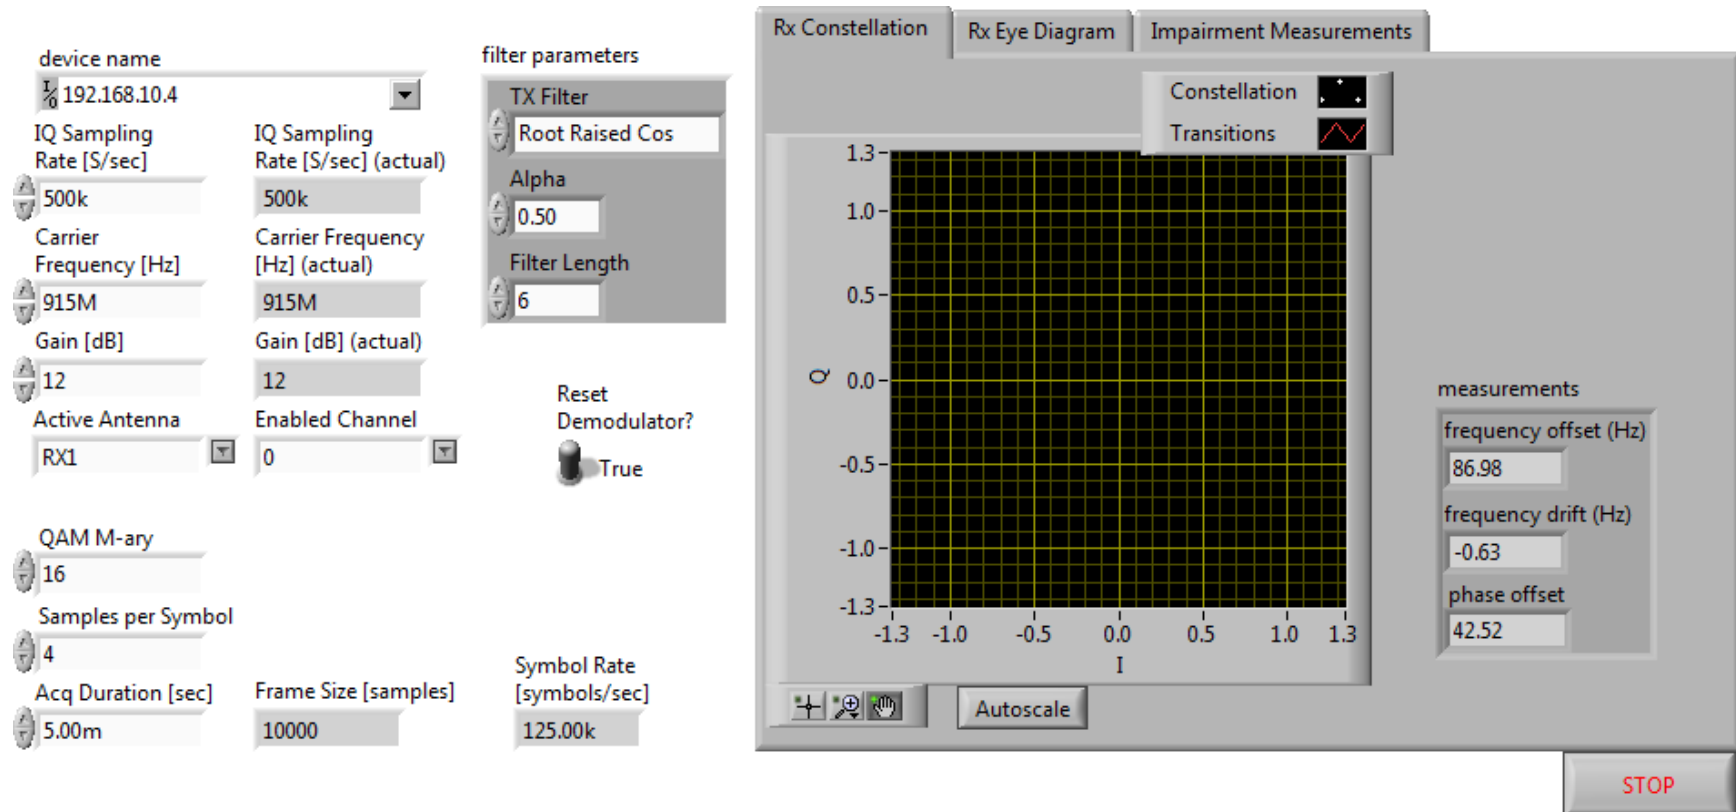 device name
I/O 192.168.10.4
IQ Sampling
Rate [S/sec]
500k
IQ Sampling
Rate [S/sec] (actual)
500k
Carrier
Frequency [Hz]
915M
Carrier Frequency
[Hz] (actual)
915M
Gain [dB]
12
Gain [dB] (actual)
12
Active Antenna
RX1
Enabled Channel
0
QAM M-ary
16
Samples per Symbol
4
Acq Duration [sec]
5.00m
Frame Size [samples]
10000
Symbol Rate
[symbols/sec]
125.00k
filter parameters
TX Filter
Root Raised Cos
Alpha
0.50
Filter Length
6
Reset
Demodulator?
True
Rx Constellation
Rx Eye Diagram
Impairment Measurements
Constellation
Transitions
1.3
1.0
0.5
0.0
-0.5
-1.0
-1.3
Q
-1.3 -1.0 -0.5 0.0 0.5 1.0 1.3
I
Autoscale
measurements
frequency offset (Hz)
86.98
frequency drift (Hz)
-0.63
phase offset
42.52
STOP